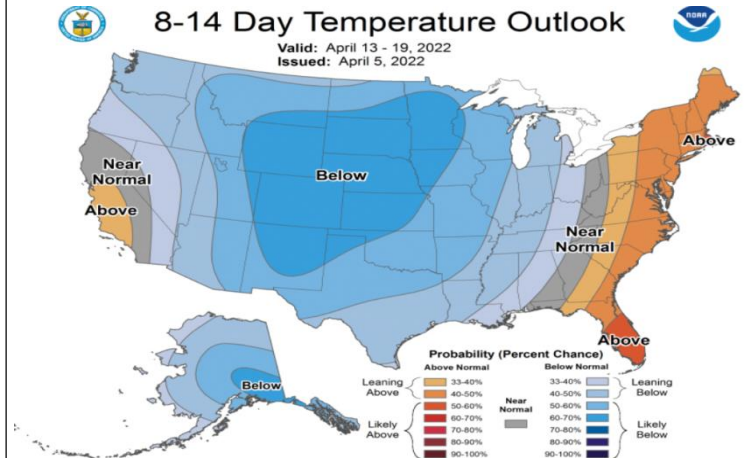 8-14 Day Temperature Outlook
Valid: April 13 - 19, 2022
Issued: April 5, 2022
NOAA
Near
Normal
Above
Below
Near
Normal
Above
Above
Below
Probability (Percent Chance)
Above Normal
Below Normal
Leaning
Above
33-40%
40-50%
50-60%
60-70%
70-80%
80-90%
90-100%
Likely
Above
Near
Normal
33-40%
40-50%
50-60%
60-70%
70-80%
80-90%
90-100%
Leaning
Below
Likely
Below